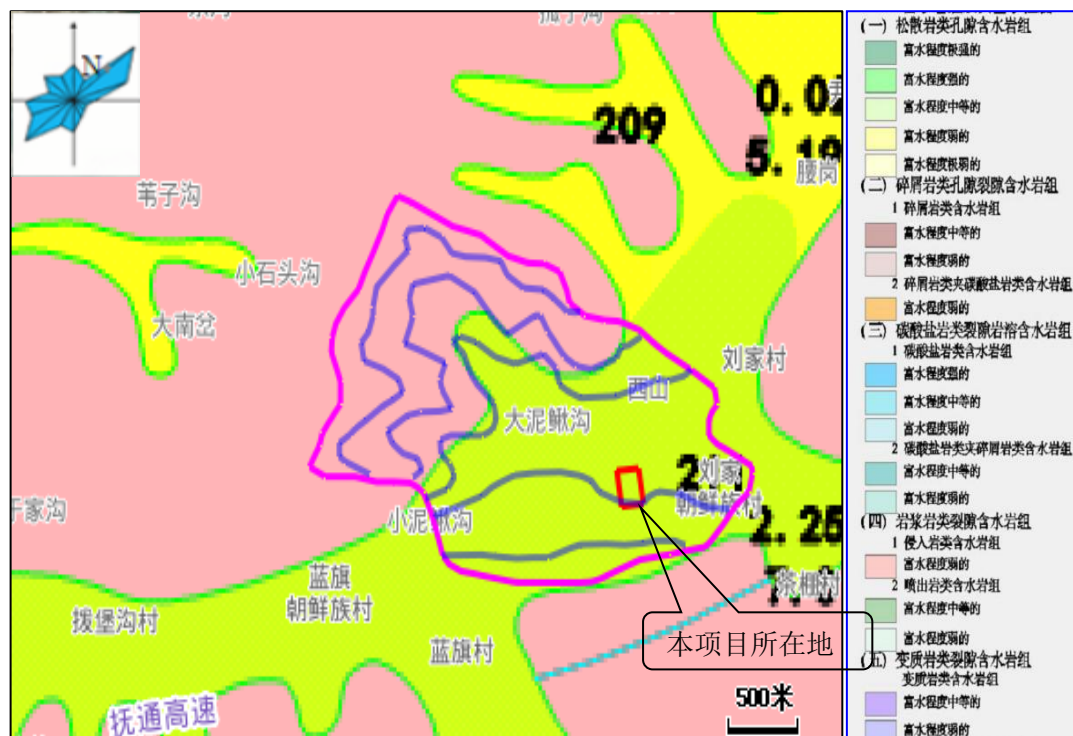 N
孤子沟
209
0.02
5.19
腰岗
苇子沟
小石头沟
大南岔
刘家村
西山
大泥鳅沟
刘家
朝鲜族村
2.25
于家沟
小泥鳅沟
蓝旗
朝鲜族村
茶棚村
拨堡沟村
蓝旗村
本项目所在地
抚通高速
500米
(一) 松散岩类孔隙含水岩组
富水程度极强的
富水程度强的
富水程度中等的
富水程度弱的
富水程度极弱的
(二) 碎屑岩类孔隙裂隙含水岩组
1 碎屑岩类含水岩组
富水程度中等的
富水程度弱的
2 碎屑岩类夹碳酸盐岩类含水岩组
富水程度弱的
(三) 碳酸盐岩类裂隙岩溶含水岩组
1 碳酸盐岩类含水岩组
富水程度强的
富水程度中等的
富水程度弱的
2 碳酸盐岩类夹碎屑岩类含水岩组
富水程度中等的
富水程度弱的
(四) 岩浆岩类裂隙含水岩组
1 侵入岩类含水岩组
富水程度弱的
2 喷出岩类含水岩组
富水程度中等的
富水程度弱的
(五) 变质岩类裂隙含水岩组
变质岩类含水岩组
富水程度中等的
富水程度弱的